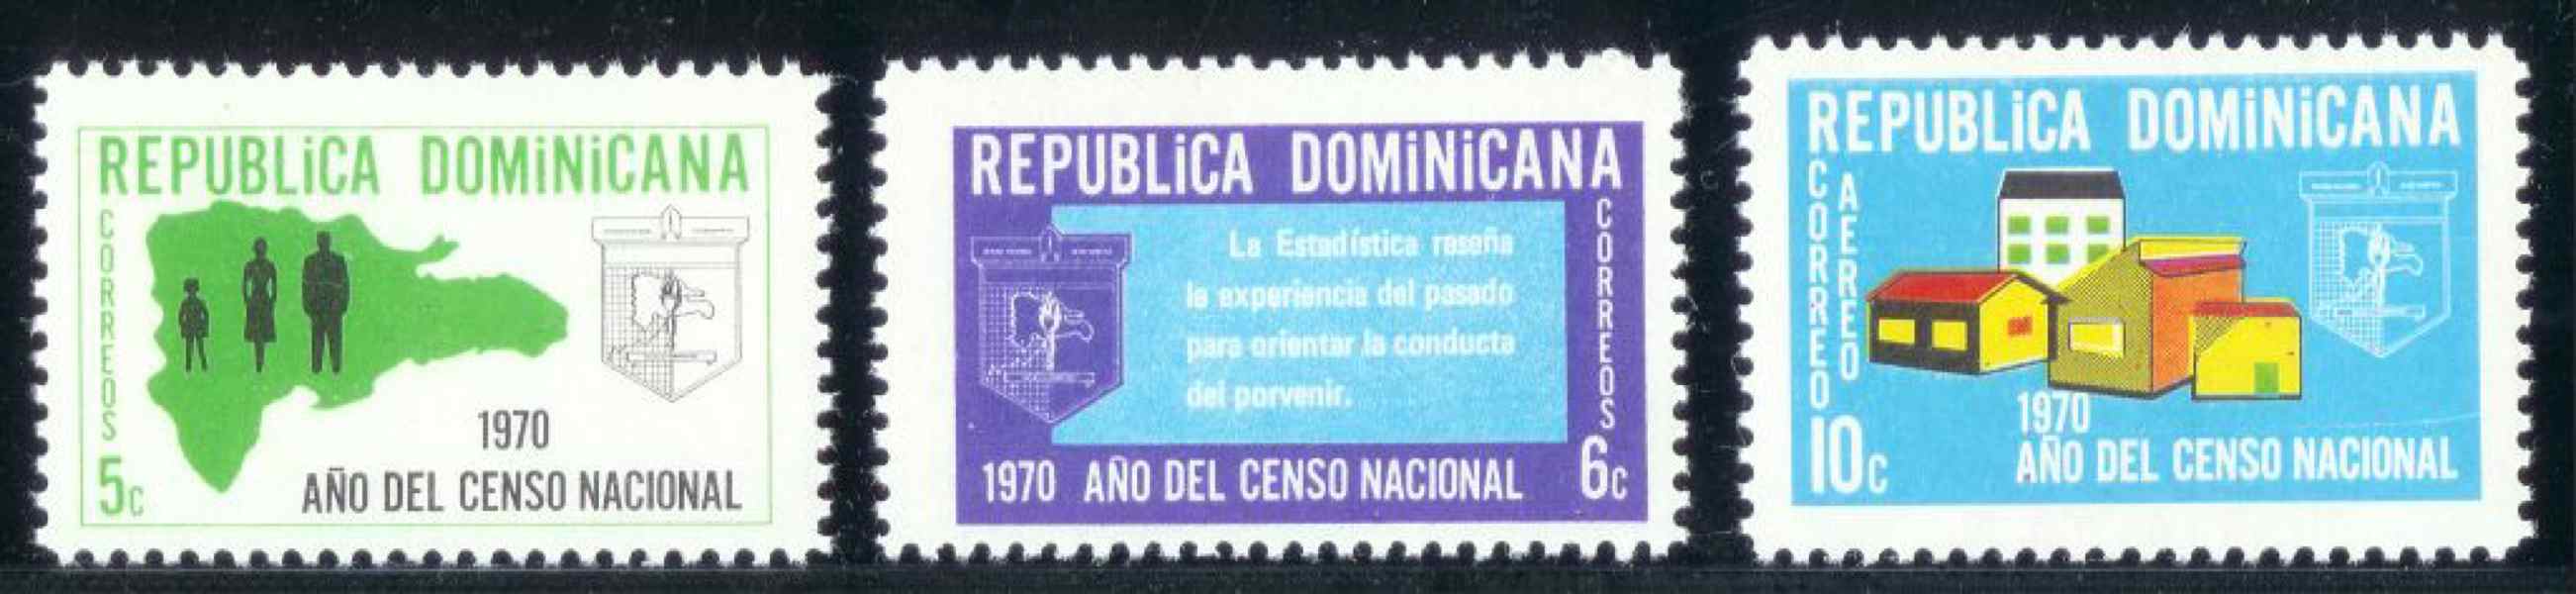 REPUBLiCA DOMiNiCANA
CORREOS
1970
5c AÑO DEL CENSO NACIONAL
REPUBLiCA DOMiNiCANA
CORREOS
La Estadística reseña
la experiencia del pasado
para orientar la conducta
del porvenir.
1970 AÑO DEL CENSO NACIONAL 6c
REPUBLiCA DOMiNiCANA
CORREO
AEREO
1970
10c AÑO DEL CENSO NACIONAL